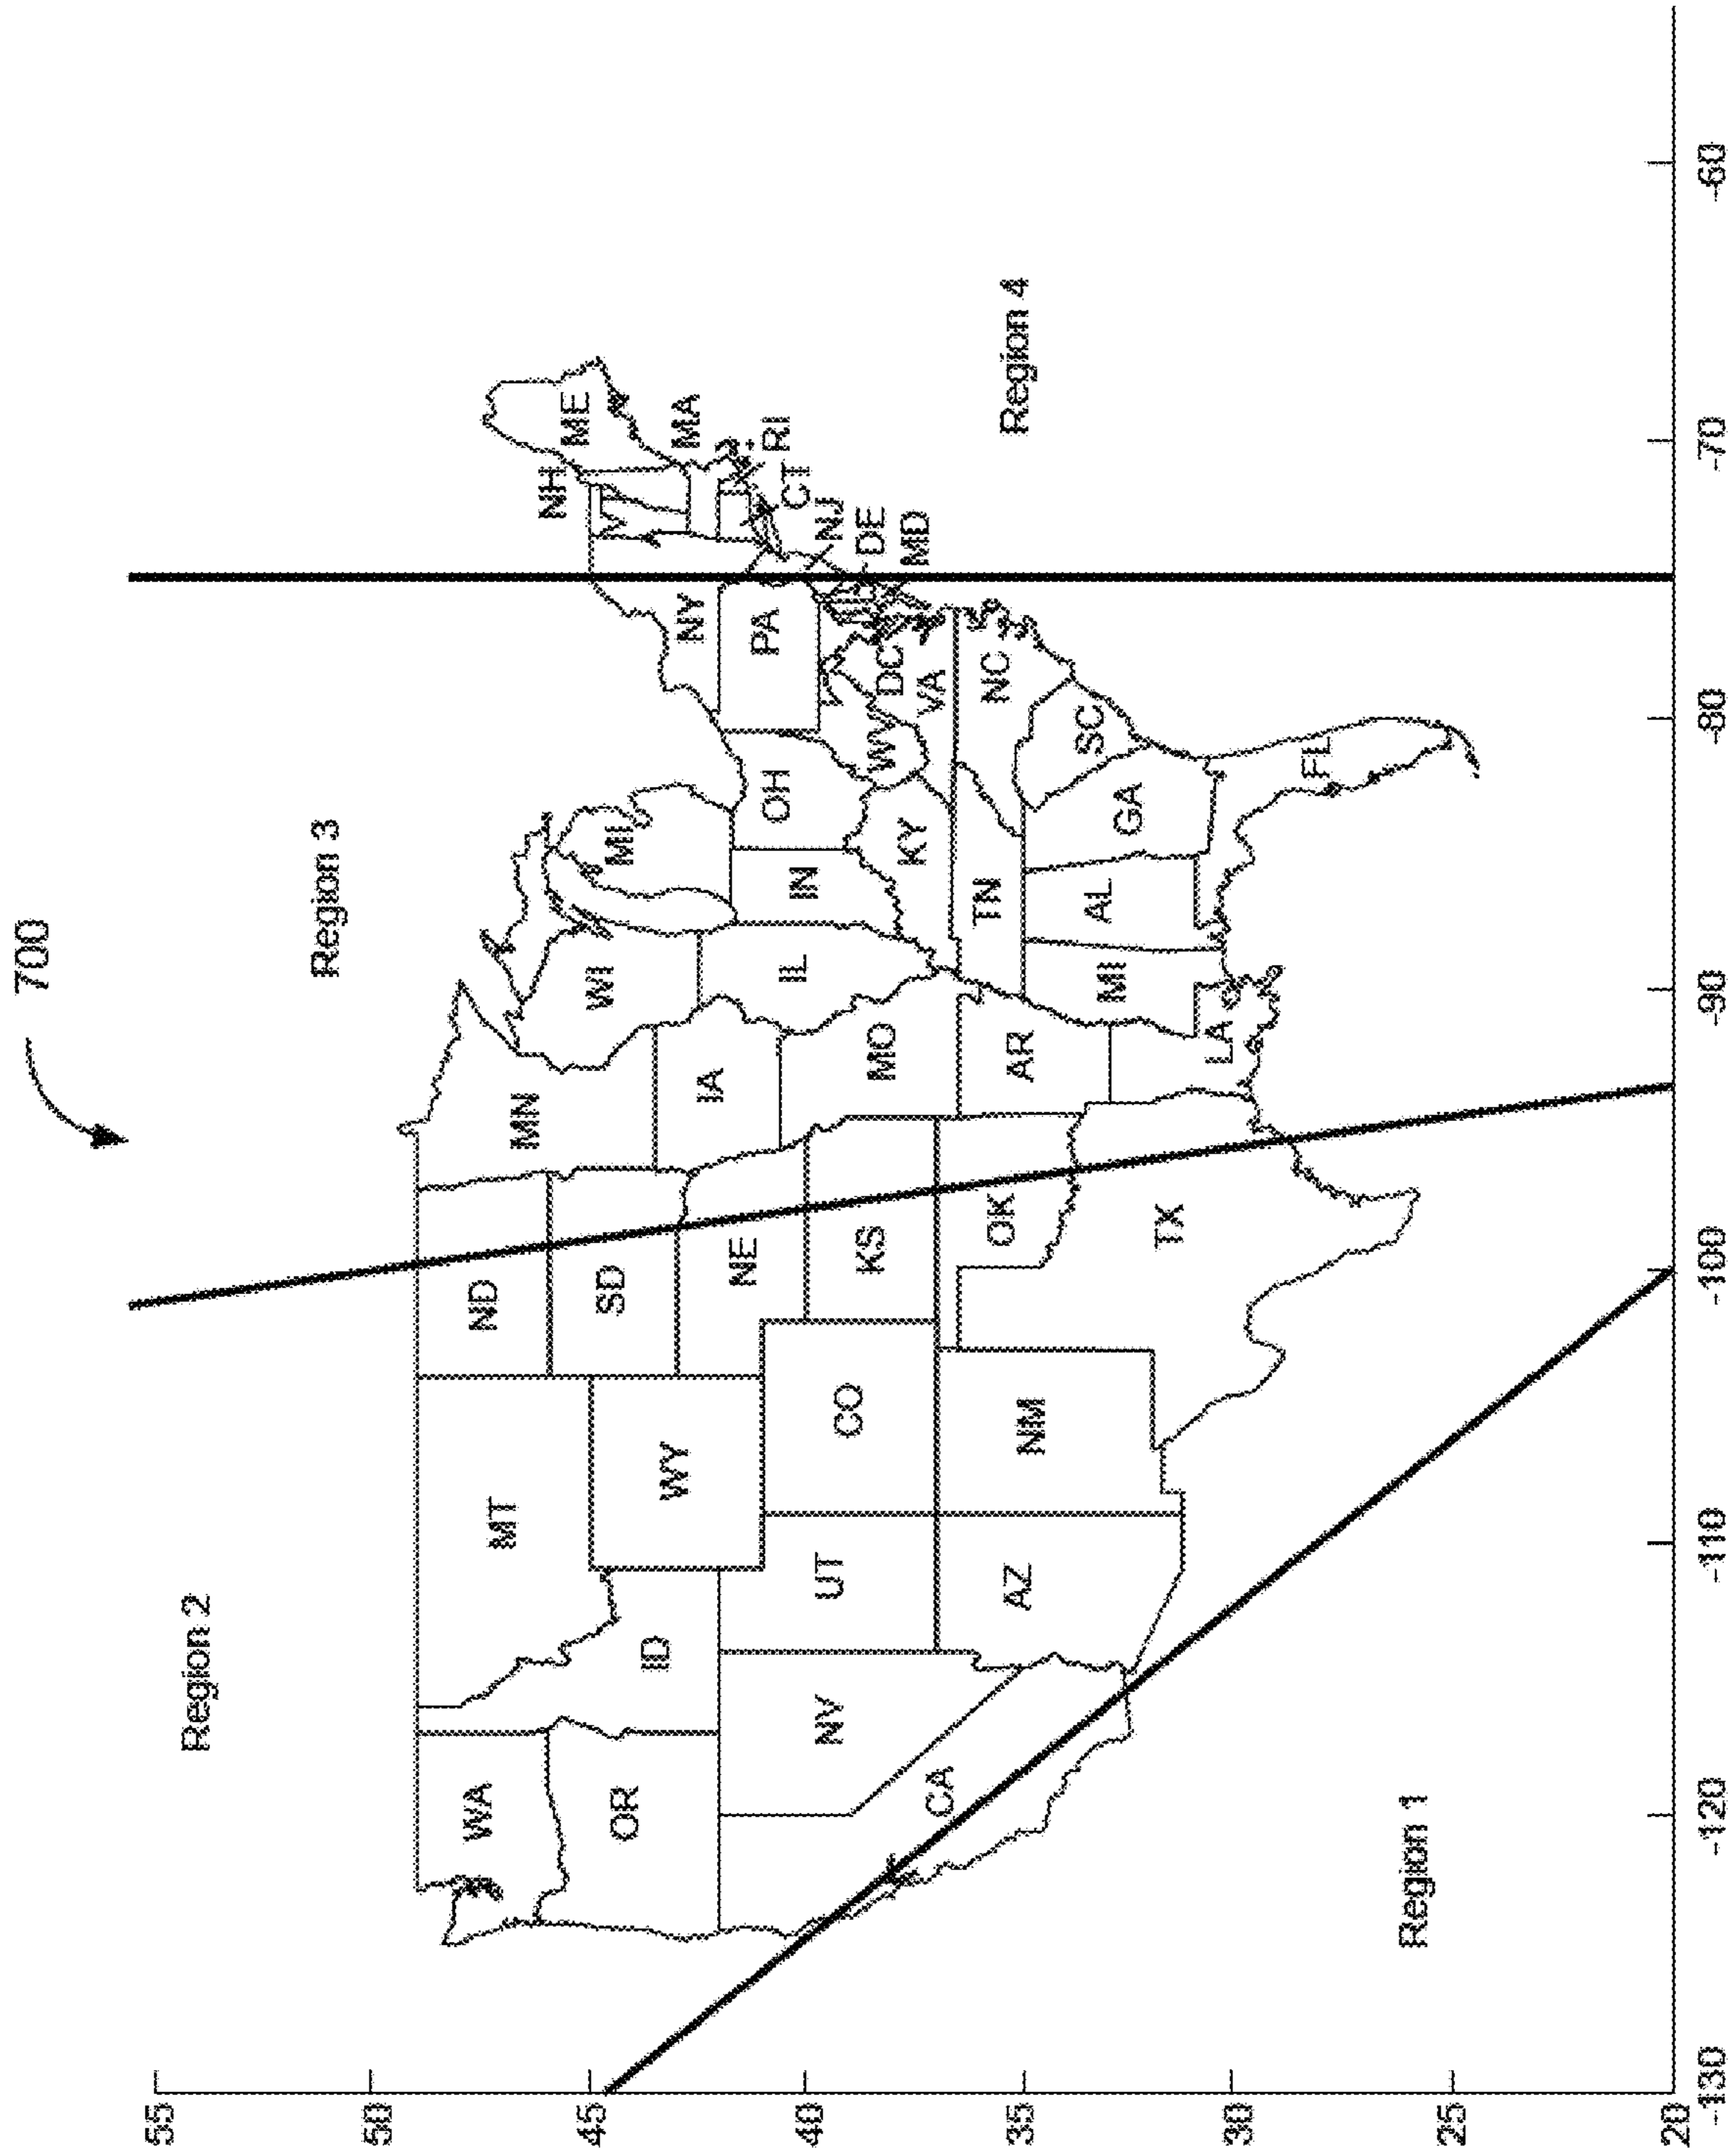 700
Region 2
Region 3
55
50
45
40
35
30
25
20
WA
MT
ND
MN
OR
ID
WY
SD
WI
MI
NH
VT
ME
NV
UT
CO
NE
IA
IL
IN
OH
PA
NY
MA
RI
CT
NJ
DE
MD
CA
AZ
NM
KS
MO
KY
WV
DC
VA
OK
AR
TN
NC
TX
LA
MI
AL
GA
SC
FL
Region 1
Region 4
-130
-120
-110
-100
-90
-80
-70
-60